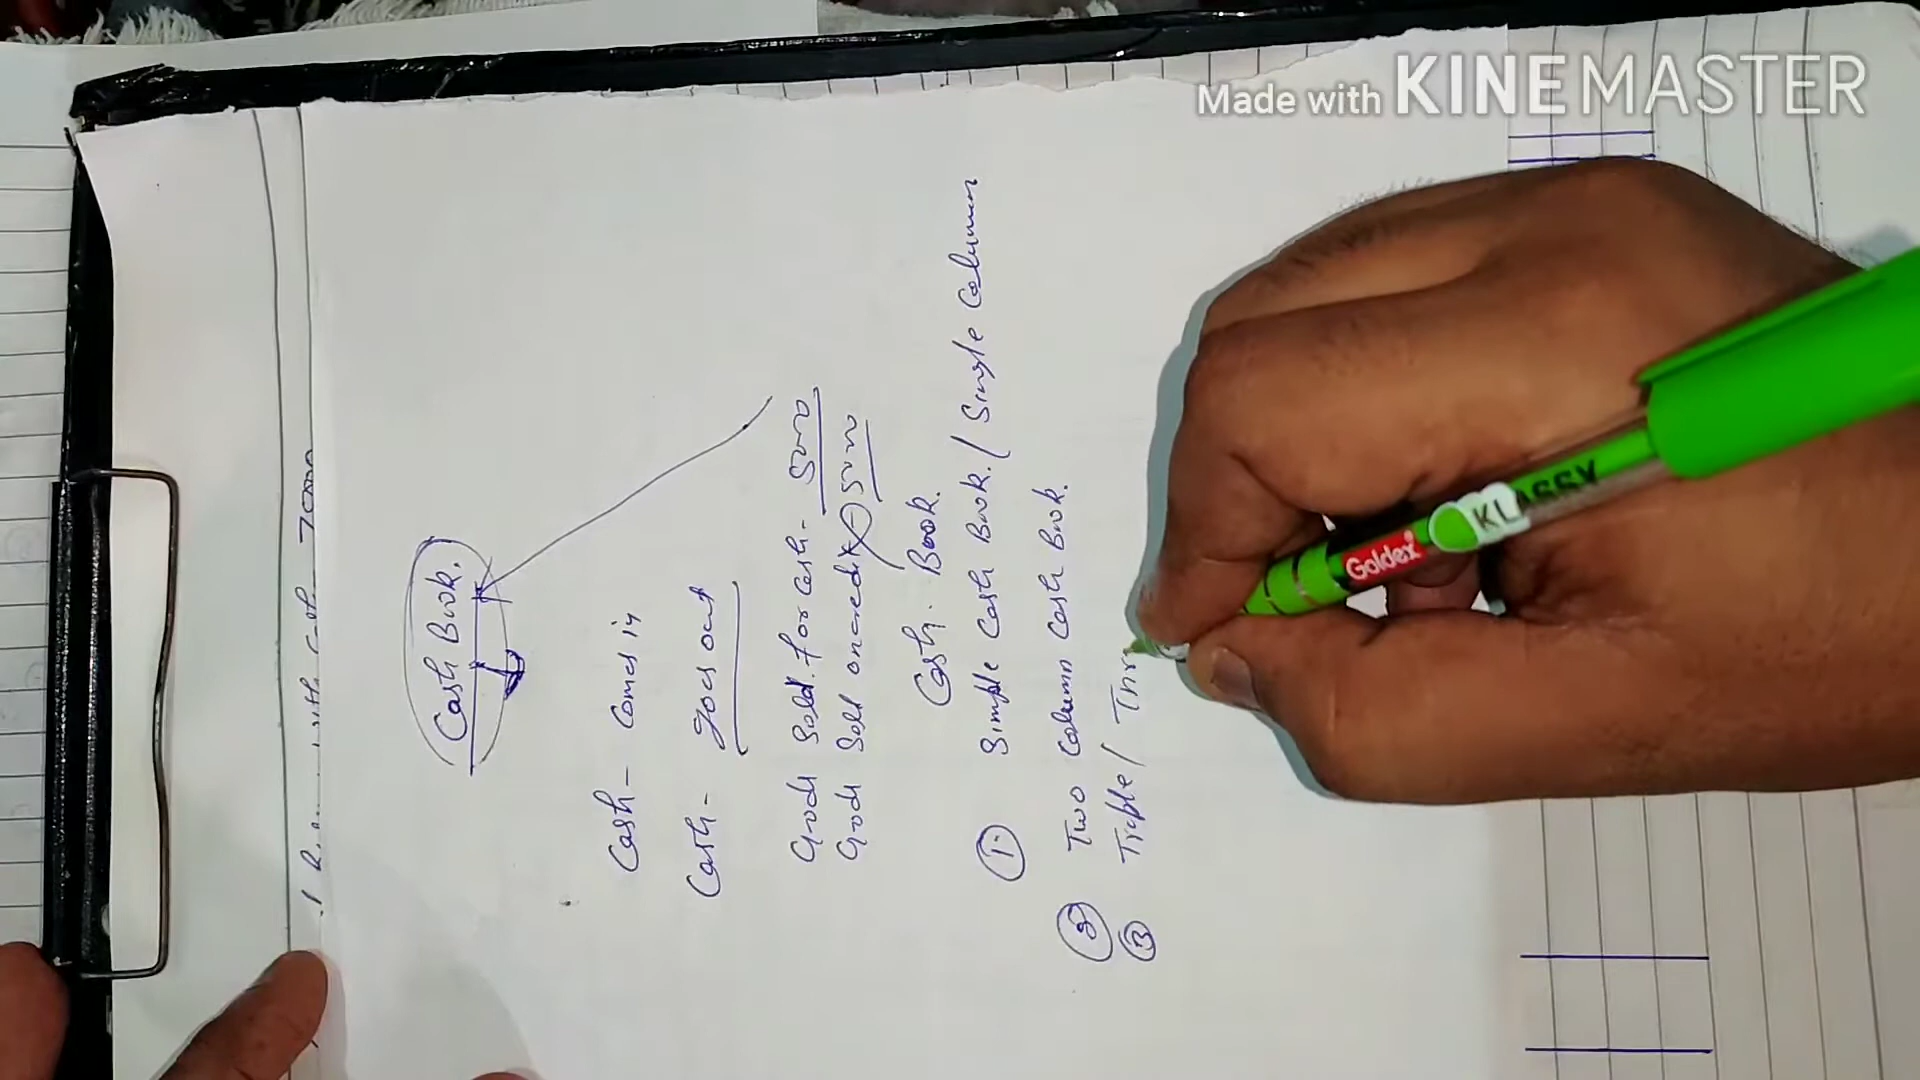 Made with KINEMASTER
7000
Cash Book.
Cash - Comes in
Cash - goes out
Goods Sold for cash - 5000
Goods Sold on credit 5000
Cash Book.
① Simple Cash Book. / Single Column
② Two Column Cash Book.
③ Triple / Thr
Goldex
KLASSY